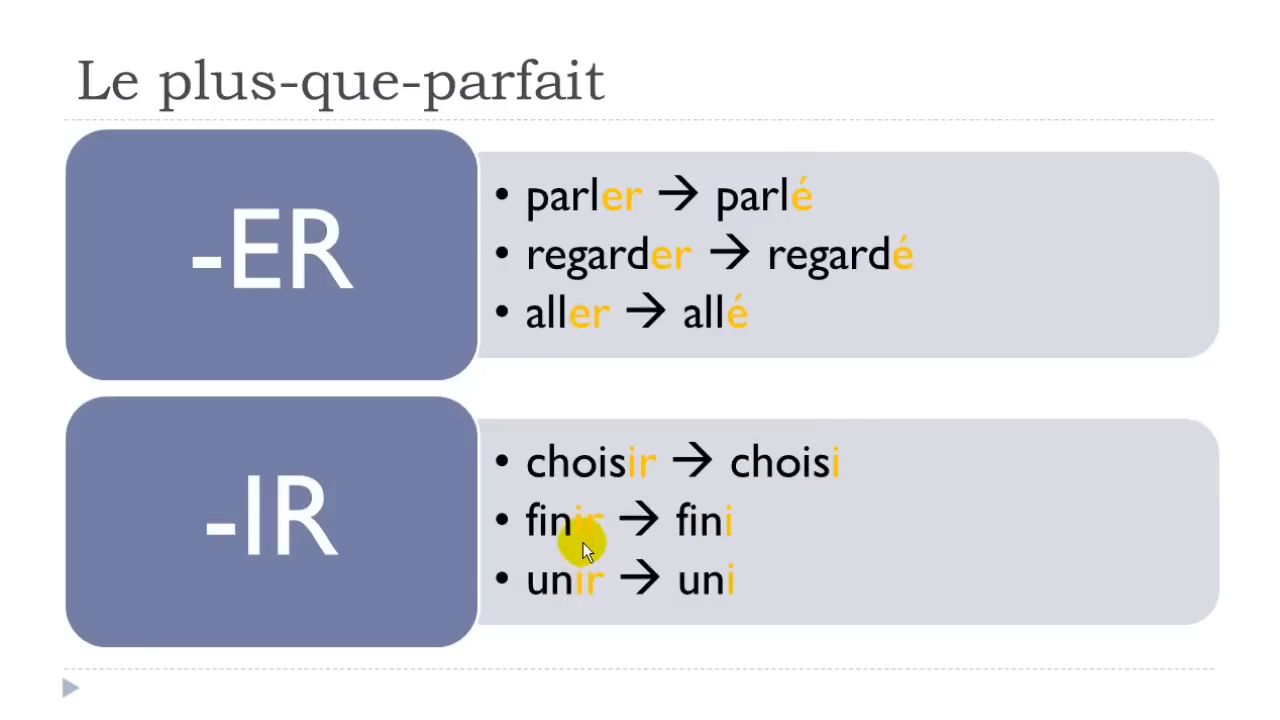 Le plus-que-parfait
-ER
• parler → parlé
• regarder → regardé
• aller → allé
-IR
• choisir → choisi
• finir → fini
• unir → uni